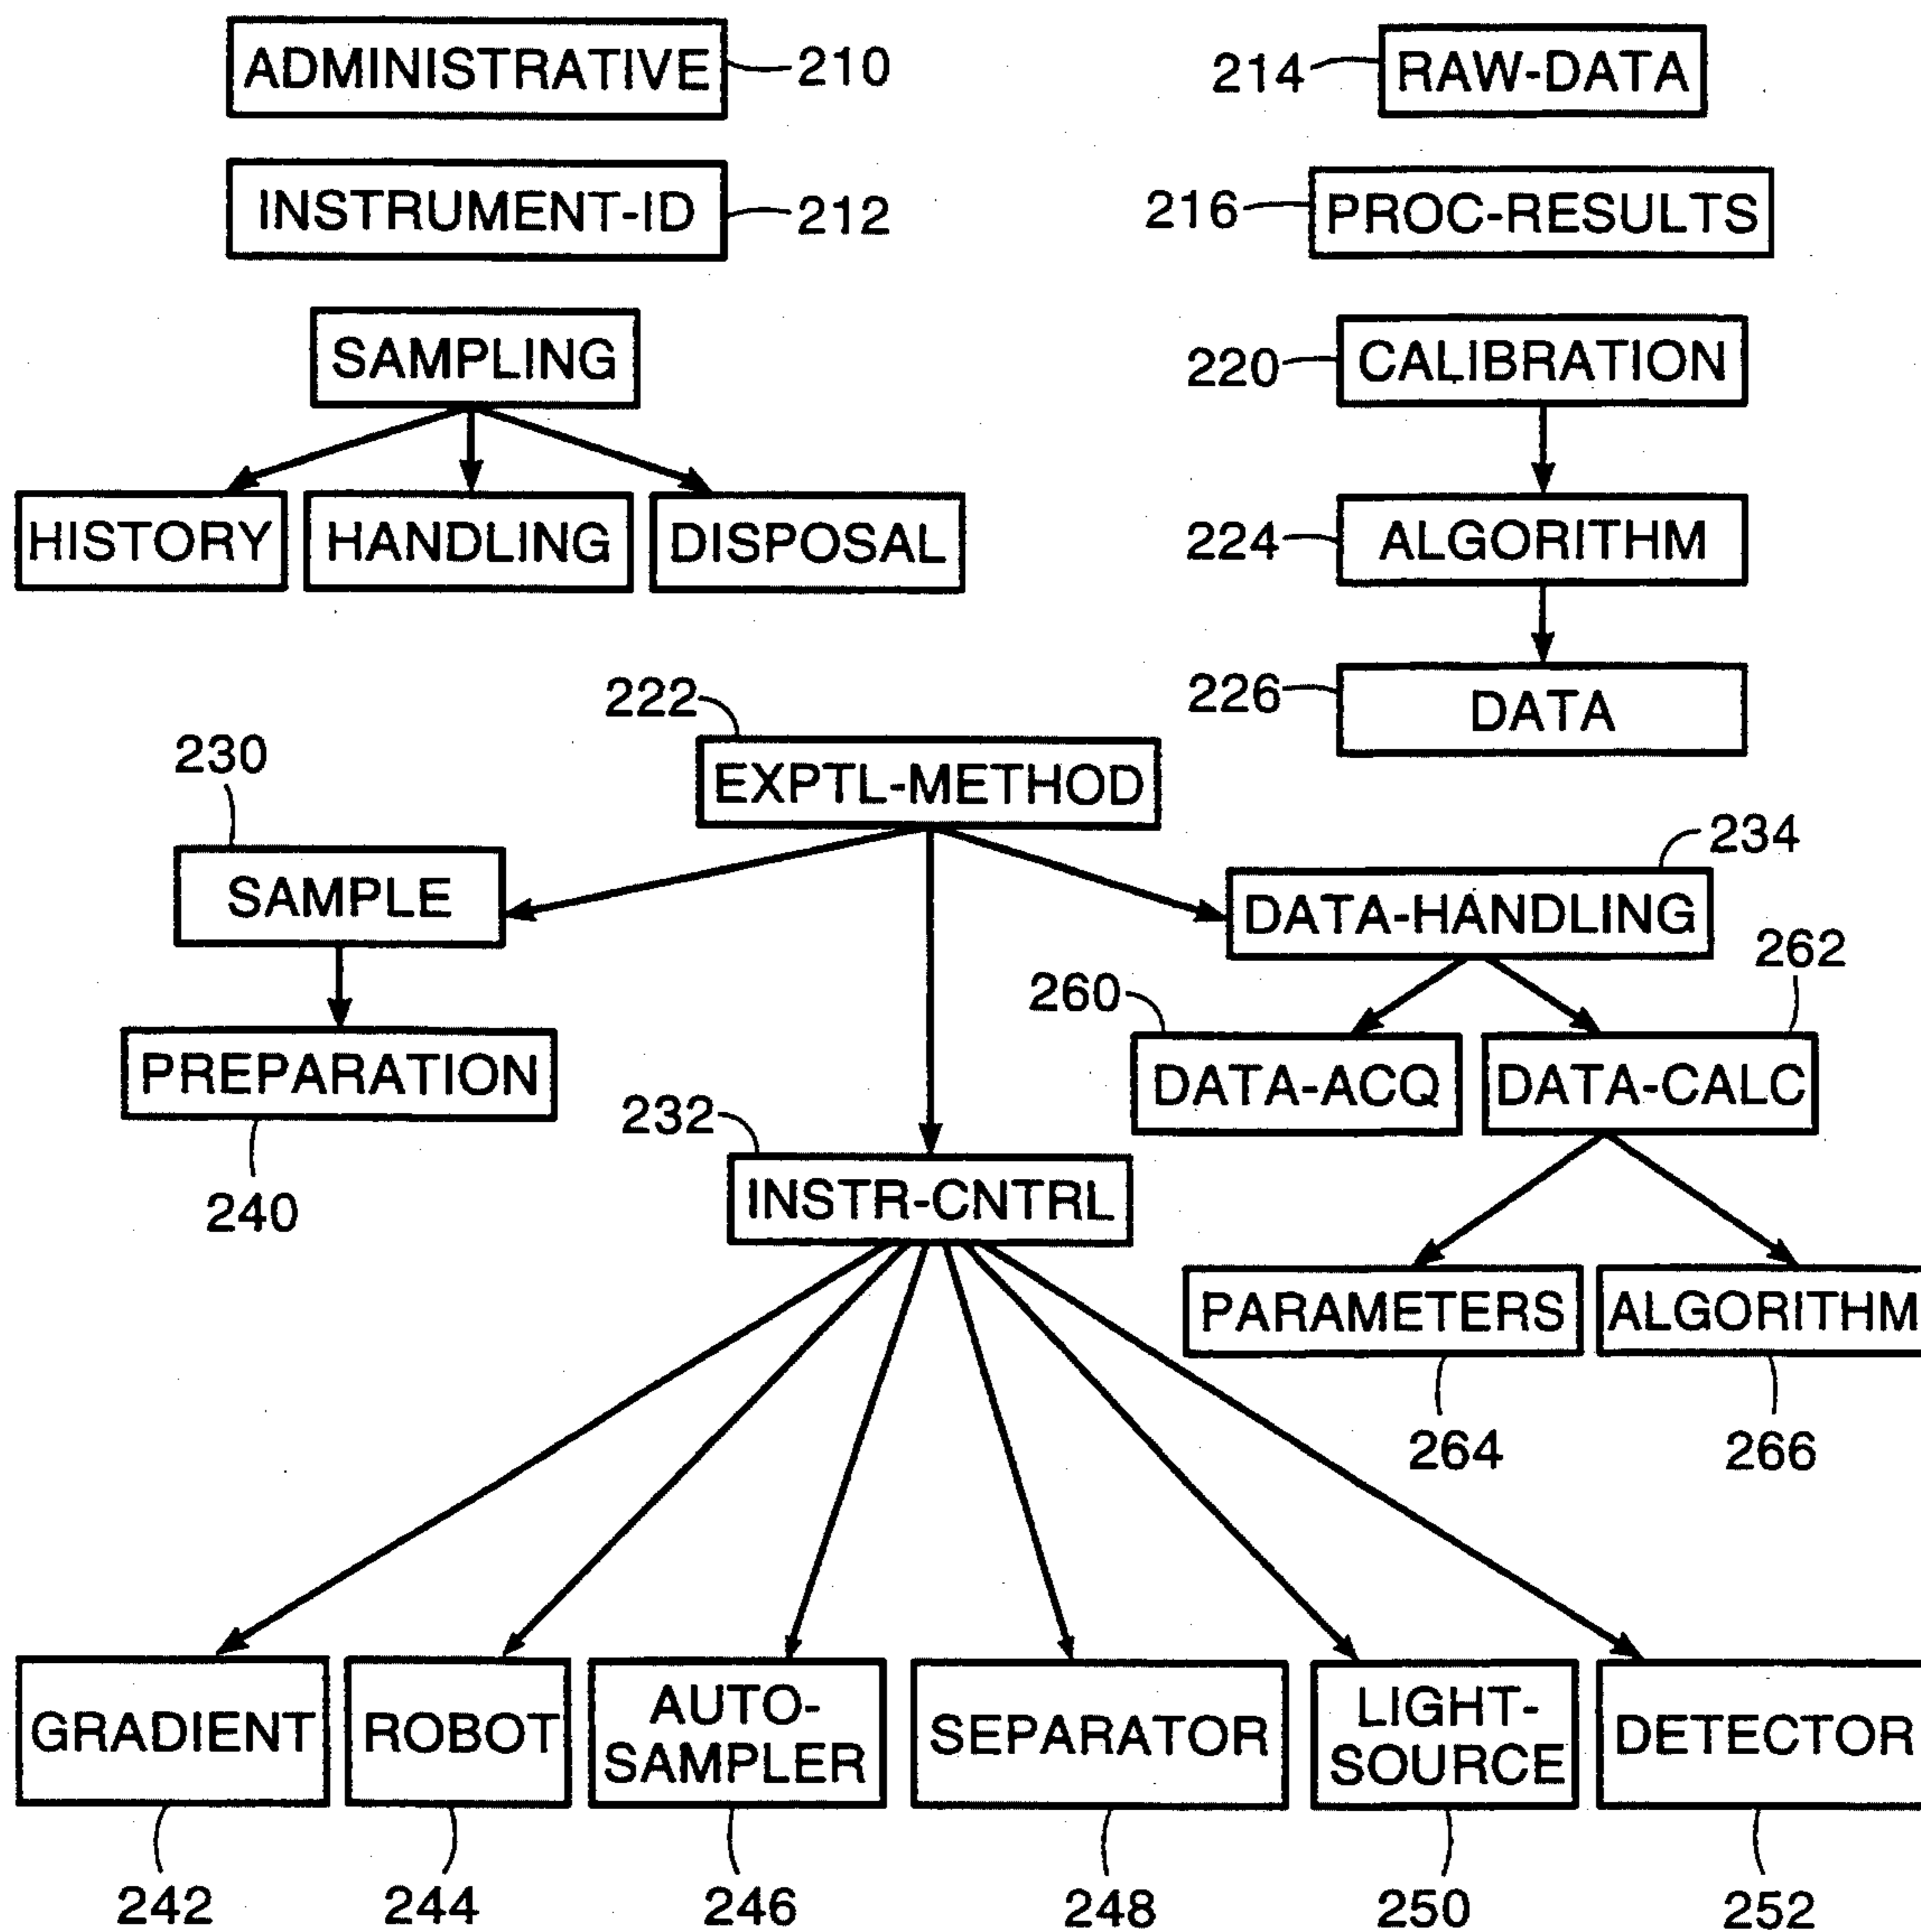 ADMINISTRATIVE 210
214 RAW-DATA
INSTRUMENT-ID 212
216 PROC-RESULTS
SAMPLING
220 CALIBRATION
HISTORY HANDLING DISPOSAL
224 ALGORITHM
226 DATA
222
EXPTL-METHOD
230
SAMPLE
234
DATA-HANDLING
PREPARATION
240
260
DATA-ACQ
262
DATA-CALC
232
INSTR-CNTRL
PARAMETERS ALGORITHM
264 266
GRADIENT ROBOT AUTO-
SAMPLER SEPARATOR LIGHT-
SOURCE DETECTOR
242 244 246 248 250 252